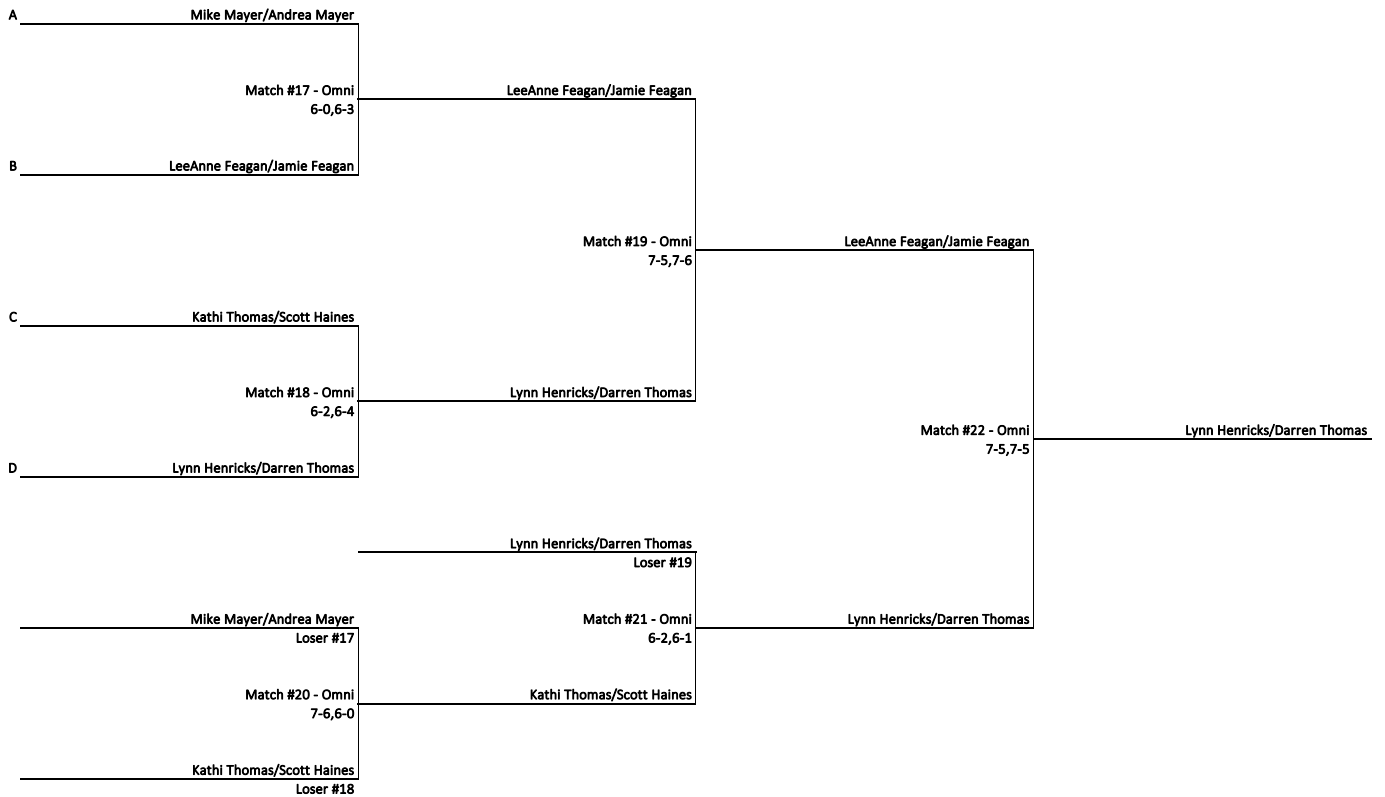 A
Mike Mayer/Andrea Mayer
Match #17 - Omni
6-0,6-3
LeeAnne Feagan/Jamie Feagan
B
LeeAnne Feagan/Jamie Feagan
Match #19 - Omni
7-5,7-6
LeeAnne Feagan/Jamie Feagan
C
Kathi Thomas/Scott Haines
Match #18 - Omni
6-2,6-4
Lynn Henricks/Darren Thomas
Match #22 - Omni
7-5,7-5
Lynn Henricks/Darren Thomas
D
Lynn Henricks/Darren Thomas
Lynn Henricks/Darren Thomas
Loser #19
Mike Mayer/Andrea Mayer
Loser #17
Match #21 - Omni
6-2,6-1
Lynn Henricks/Darren Thomas
Match #20 - Omni
7-6,6-0
Kathi Thomas/Scott Haines
Kathi Thomas/Scott Haines
Loser #18